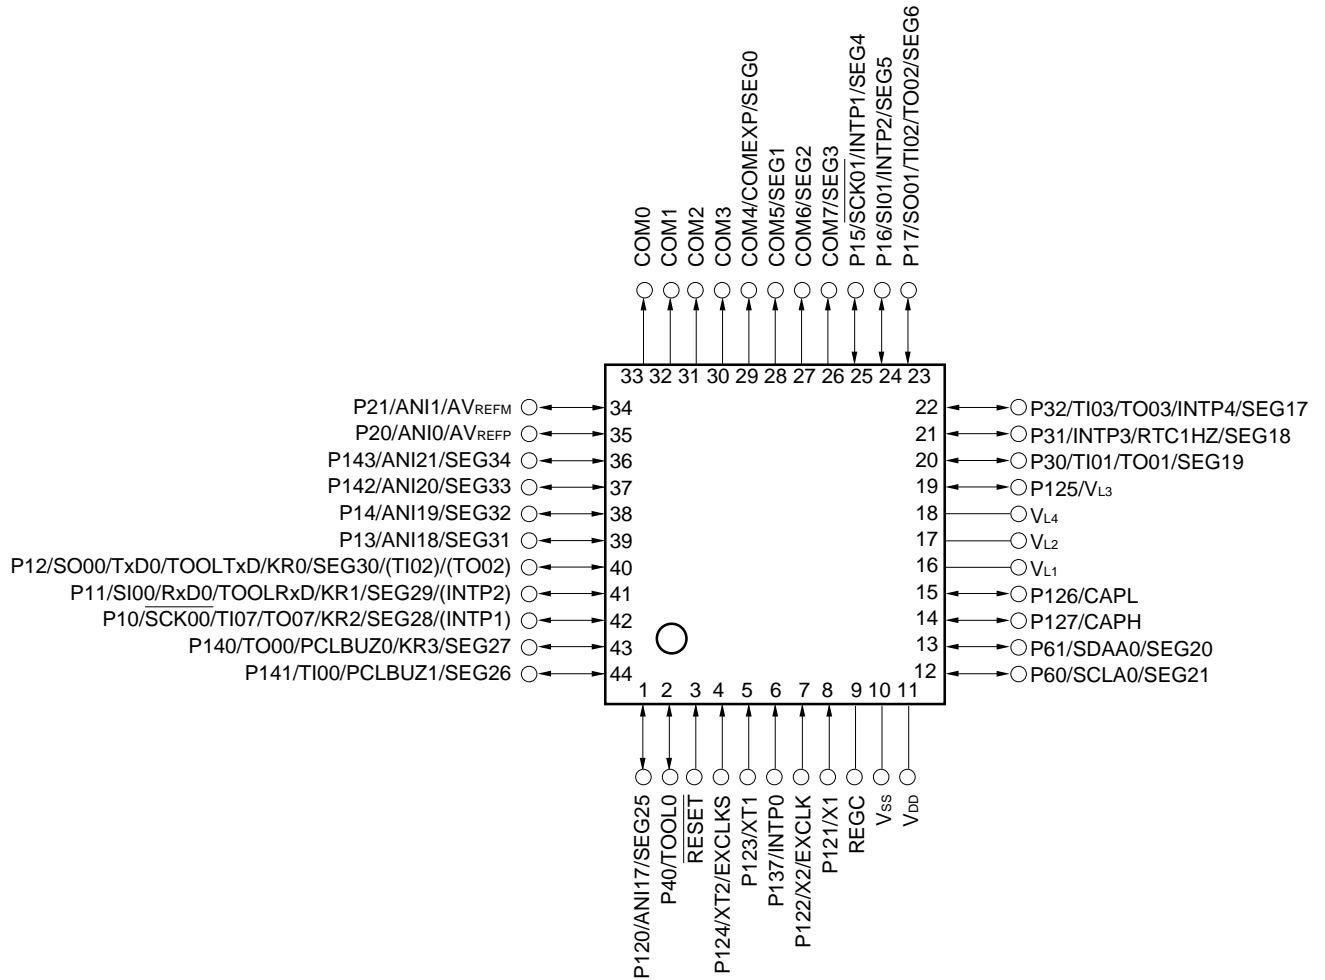 COM0
COM1
COM2
COM3
COM4/COMEXP/SEG0
COM5/SEG1
COM6/SEG2
COM7/SEG3
P15/SCK01/INTP1/SEG4
P16/SI01/INTP2/SEG5
P17/SO01/TI02/TO02/SEG6
33 32 31 30 29 28 27 26 25 24 23
P21/ANI1/AVREFM 34
P20/ANI0/AVREFP 35
P143/ANI21/SEG34 36
P142/ANI20/SEG33 37
P14/ANI19/SEG32 38
P13/ANI18/SEG31 39
P12/SO00/TxD0/TOOLTxD/KR0/SEG30/(TI02)/(TO02) 40
P11/SI00/RxD0/TOOLRxD/KR1/SEG29/(INTP2) 41
P10/SCK00/TI07/TO07/KR2/SEG28/(INTP1) 42
P140/TO00/PCLBUZ0/KR3/SEG27 43
P141/TI00/PCLBUZ1/SEG26 44
22 P32/TI03/TO03/INTP4/SEG17
21 P31/INTP3/RTC1HZ/SEG18
20 P30/TI01/TO01/SEG19
19 P125/VL3
18 VL4
17 VL2
16 VL1
15 P126/CAPL
14 P127/CAPH
13 P61/SDAA0/SEG20
12 P60/SCLA0/SEG21
1 2 3 4 5 6 7 8 9 10 11
P120/ANI17/SEG25
P40/TOOL0
RESET
P124/XT2/EXCLKS
P123/XT1
P137/INTP0
P122/X2/EXCLK
P121/X1
REGC
VSS
VDD